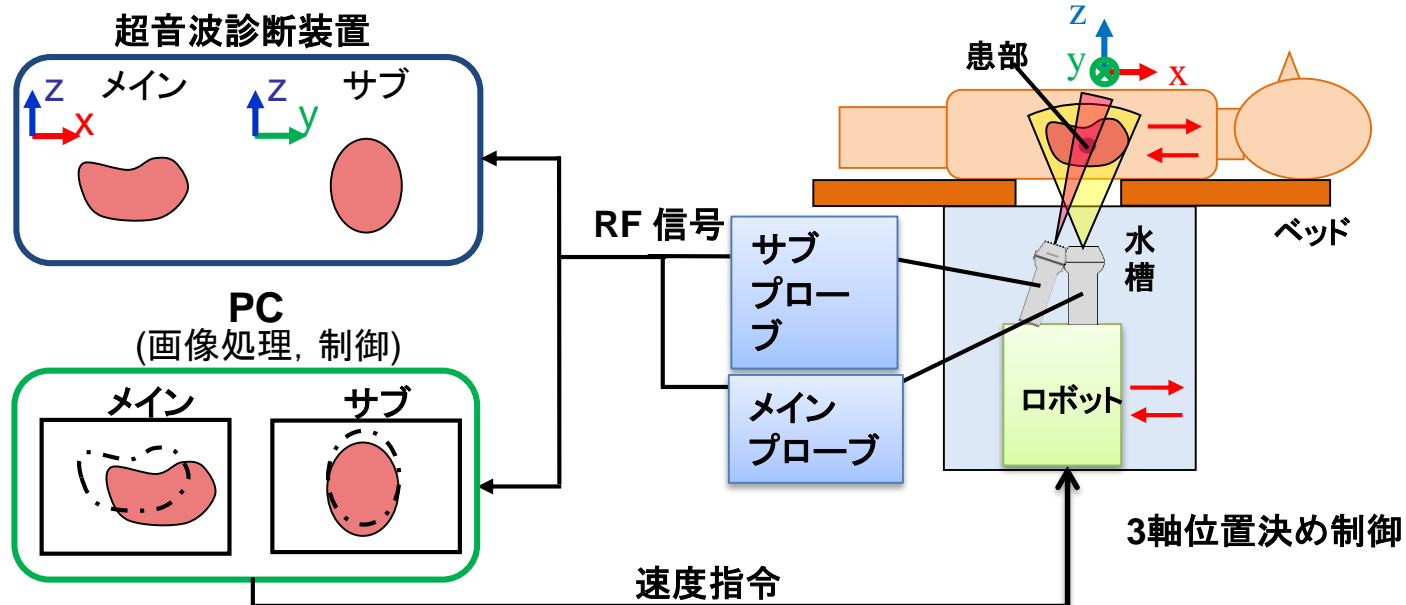 超音波診断装置
z
メイン
x
z
サブ
y
PC
(画像処理，制御)
メイン
サブ
RF 信号
サブ
プロー
ブ
メイン
プローブ
速度指令
z
患部
y
x
ベッド
水
槽
ロボット
3軸位置決め制御